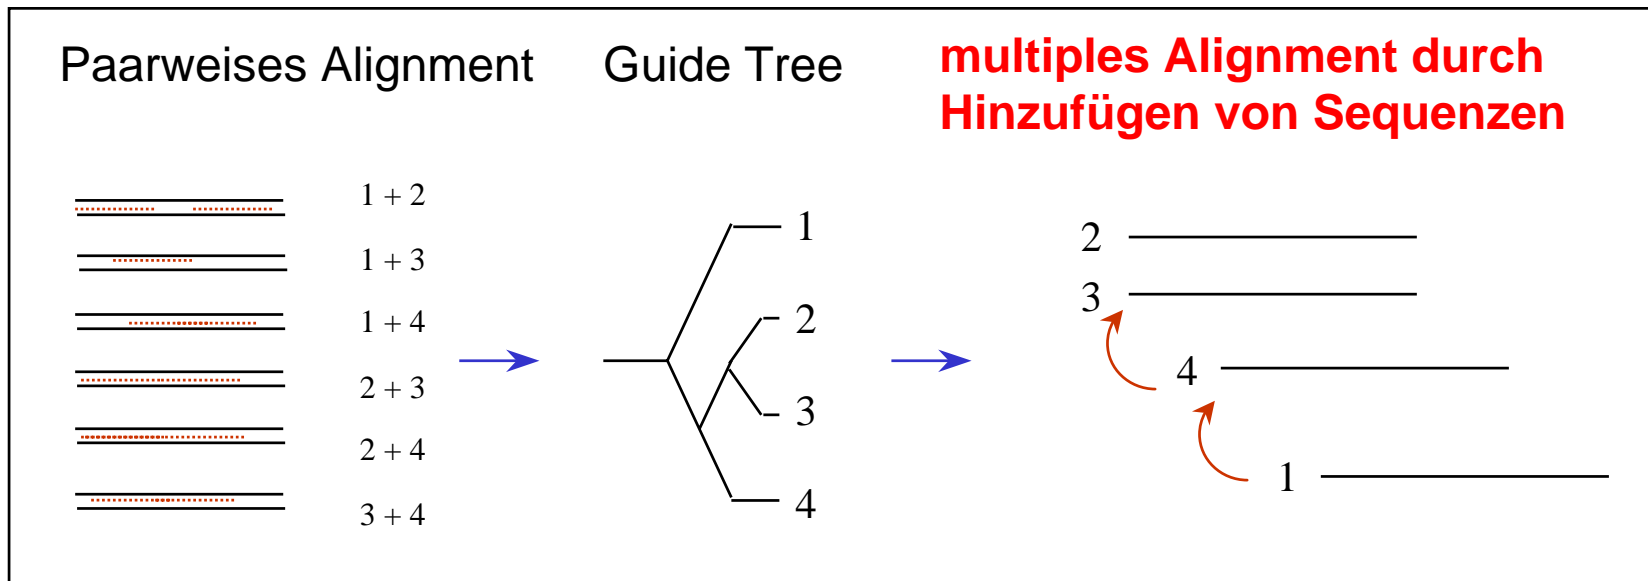 Paarweises Alignment
Guide Tree
multiples Alignment durch
Hinzufügen von Sequenzen
1 + 2
1 + 3
1 + 4
2 + 3
2 + 4
3 + 4
1
2
3
4
2
3
4
1